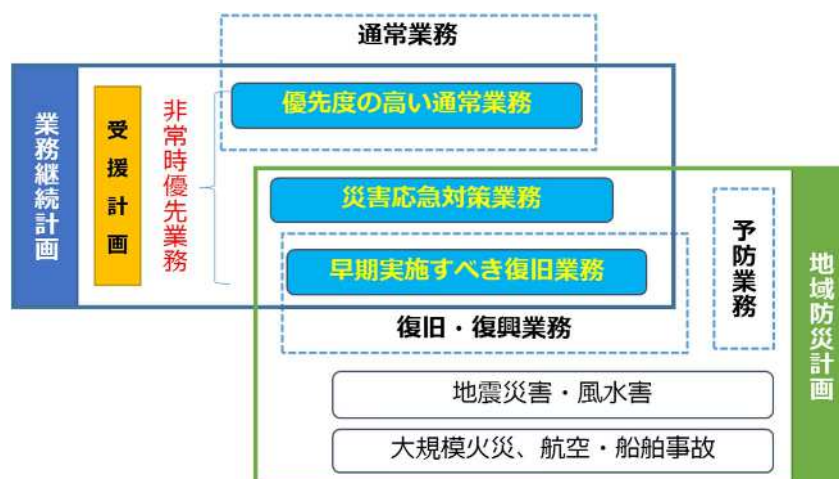 通常業務
業務継続計画
受援計画
非常時優先業務
優先度の高い通常業務
災害応急対策業務
早期実施すべき復旧業務
復旧・復興業務
予防業務
地域防災計画
地震災害・風水害
大規模火災、航空・船舶事故